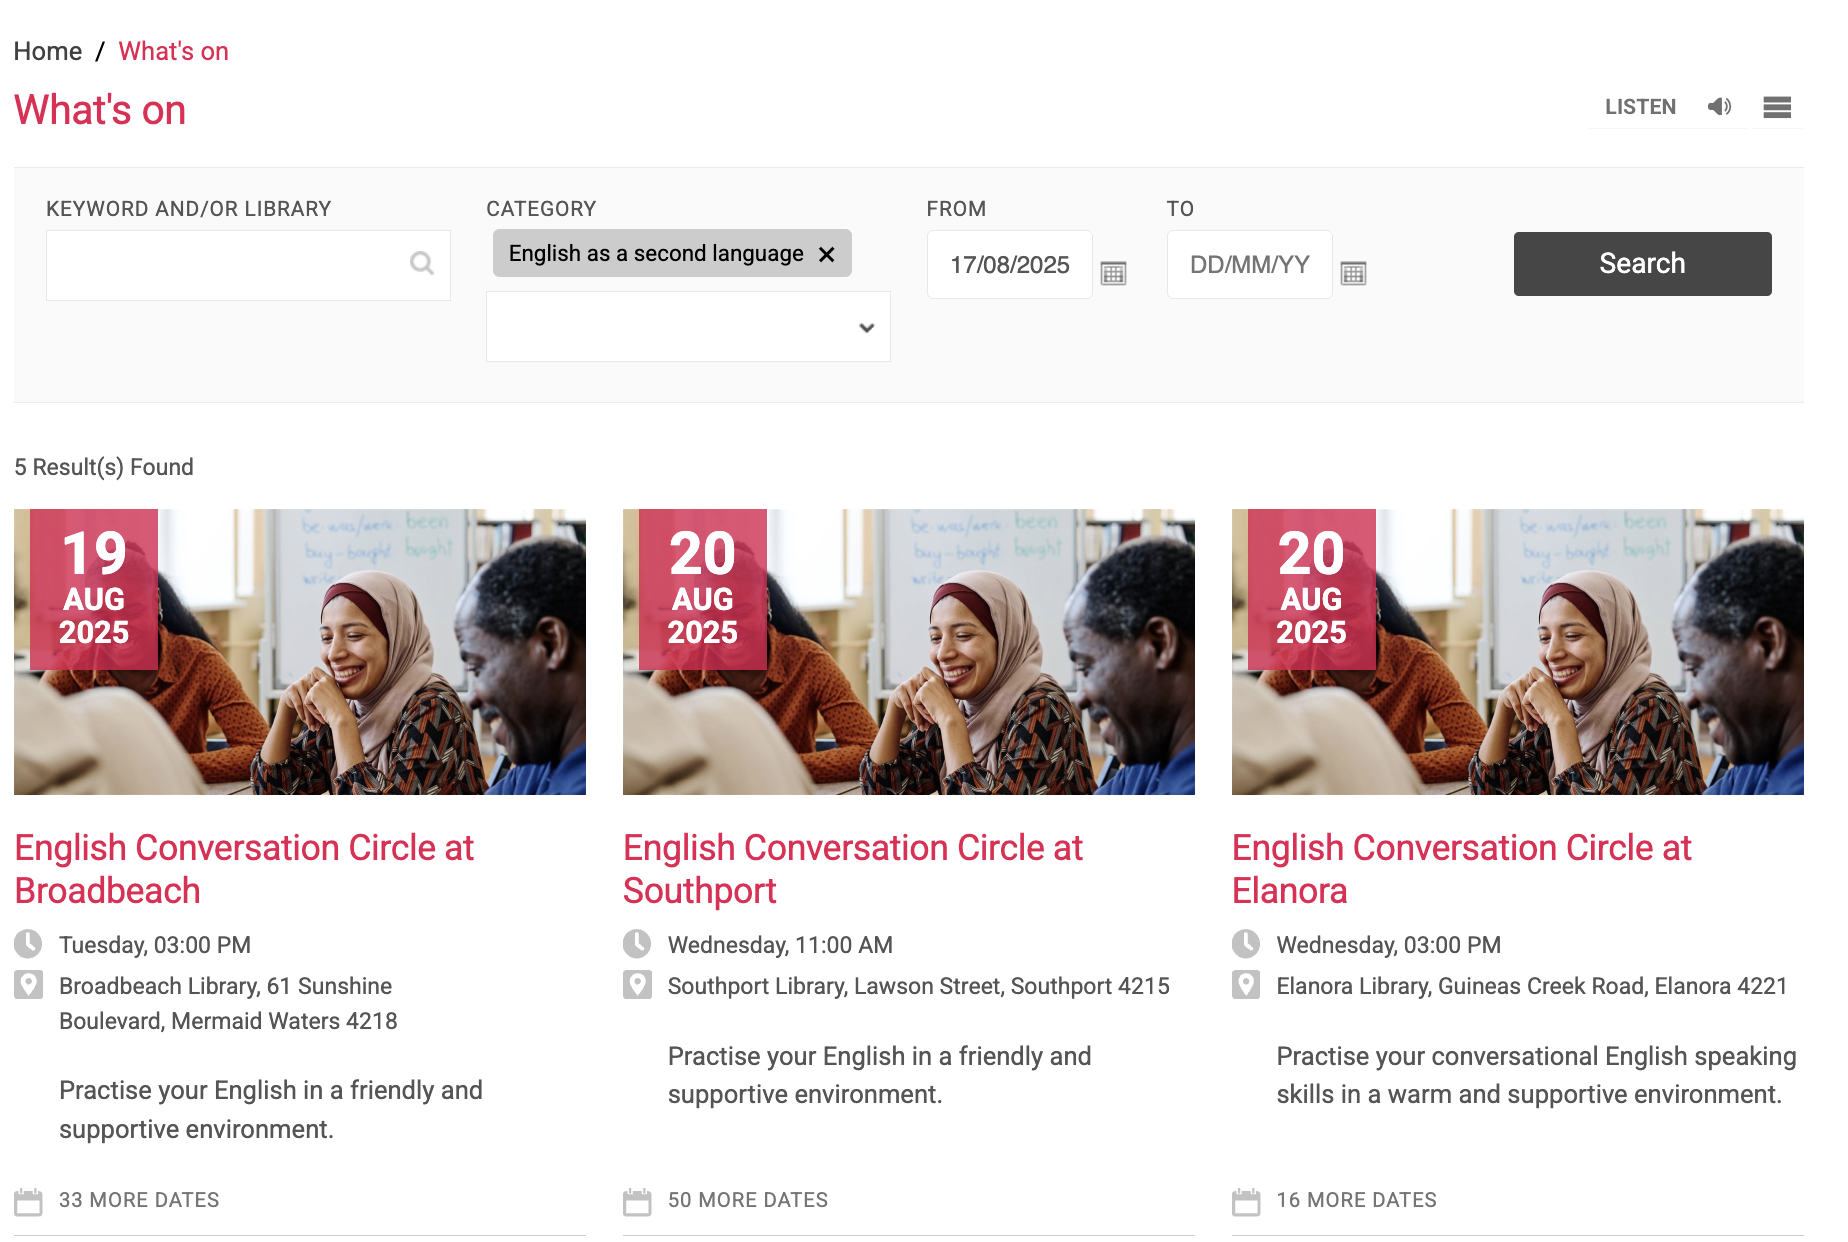 Home / What's on
What's on
LISTEN
KEYWORD AND/OR LIBRARY
CATEGORY
FROM
TO
English as a second language ×
17/08/2025
DD/MM/YY
Search
5 Result(s) Found
19
AUG
2025
be-was/were-been
buy-bought bought
write
20
AUG
2025
be-was/were-been
buy-bought bought
write
20
AUG
2025
be-was/were-been
buy-bought bought
write
English Conversation Circle at
Broadbeach
Tuesday, 03:00 PM
Broadbeach Library, 61 Sunshine
Boulevard, Mermaid Waters 4218
Practise your English in a friendly and
supportive environment.
33 MORE DATES
English Conversation Circle at
Southport
Wednesday, 11:00 AM
Southport Library, Lawson Street, Southport 4215
Practise your English in a friendly and
supportive environment.
50 MORE DATES
English Conversation Circle at
Elanora
Wednesday, 03:00 PM
Elanora Library, Guineas Creek Road, Elanora 4221
Practise your conversational English speaking
skills in a warm and supportive environment.
16 MORE DATES